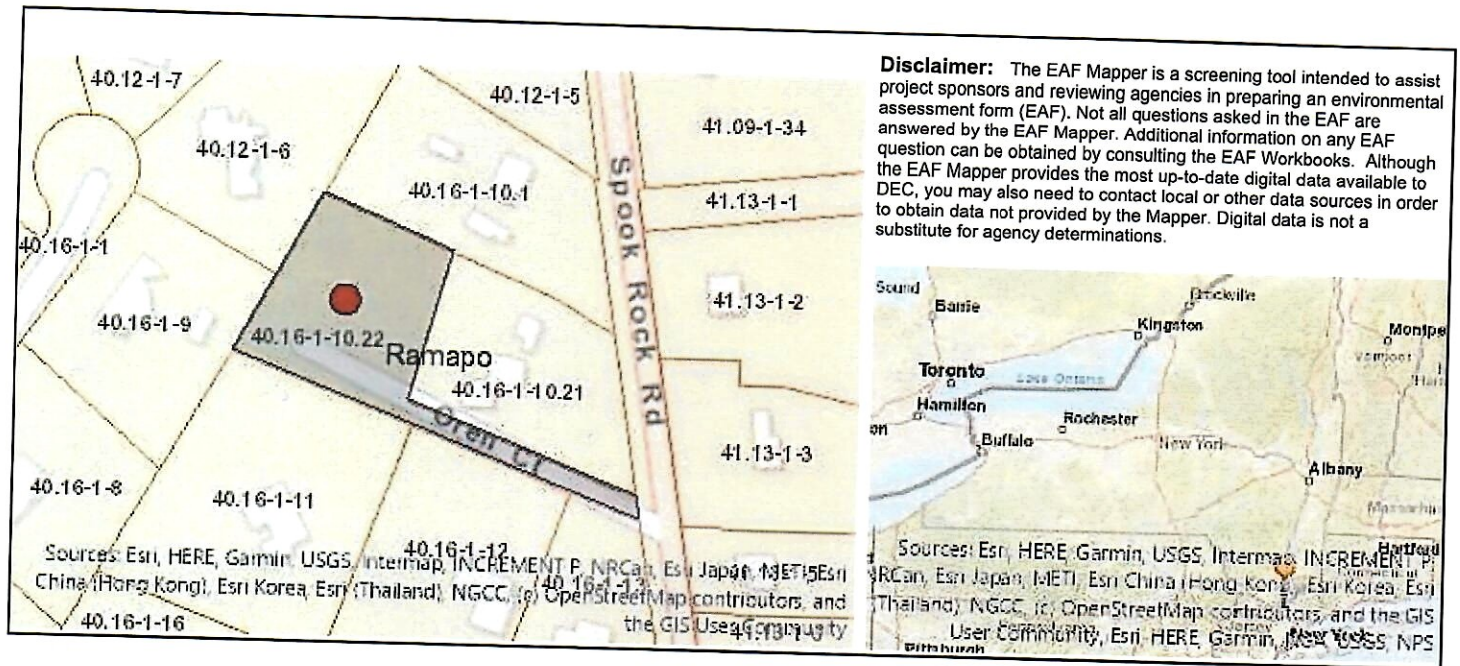 40.12-1-7
40.12-1-5
40.12-1-6
41.09-1-34
40.16-1-10.1
41.13-1-1
40.16-1-1
Spook Rock Rd
41.13-1-2
40.16-1-9
40.16-1-10.22
Ramapo
40.16-1-10.21
Oren Ct
41.13-1-3
40.16-1-8
40.16-1-11
40.16-1-12
Sources: Esri, HERE, Garmin, USGS, Intermap, INCREMENT P, NRCan, Esri Japan, METI, Esri
China (Hong Kong), Esri Korea, Esri (Thailand), NGCC, (c) OpenStreetMap contributors, and
the GIS User Community
40.16-1-13
40.16-1-16
Disclaimer: The EAF Mapper is a screening tool intended to assist
project sponsors and reviewing agencies in preparing an environmental
assessment form (EAF). Not all questions asked in the EAF are
answered by the EAF Mapper. Additional information on any EAF
question can be obtained by consulting the EAF Workbooks. Although
the EAF Mapper provides the most up-to-date digital data available to
DEC, you may also need to contact local or other data sources in order
to obtain data not provided by the Mapper. Digital data is not a
substitute for agency determinations.
Sound
Barrie
Brockville
Kingston
Montpe
Vermont
Toronto
Lake Ontario
Hamilton
Rochester
on
Buffalo
New York
Albany
Massachu
Hartford
Sources: Esri, HERE, Garmin, USGS, Intermap, INCREMENT P,
NRCan, Esri Japan, METI, Esri China (Hong Kong), Esri Korea, Esri
(Thailand), NGCC, (c) OpenStreetMap contributors, and the GIS
User Community, Esri, HERE, Garmin, USGS, NPS
New York
Pittsburgh